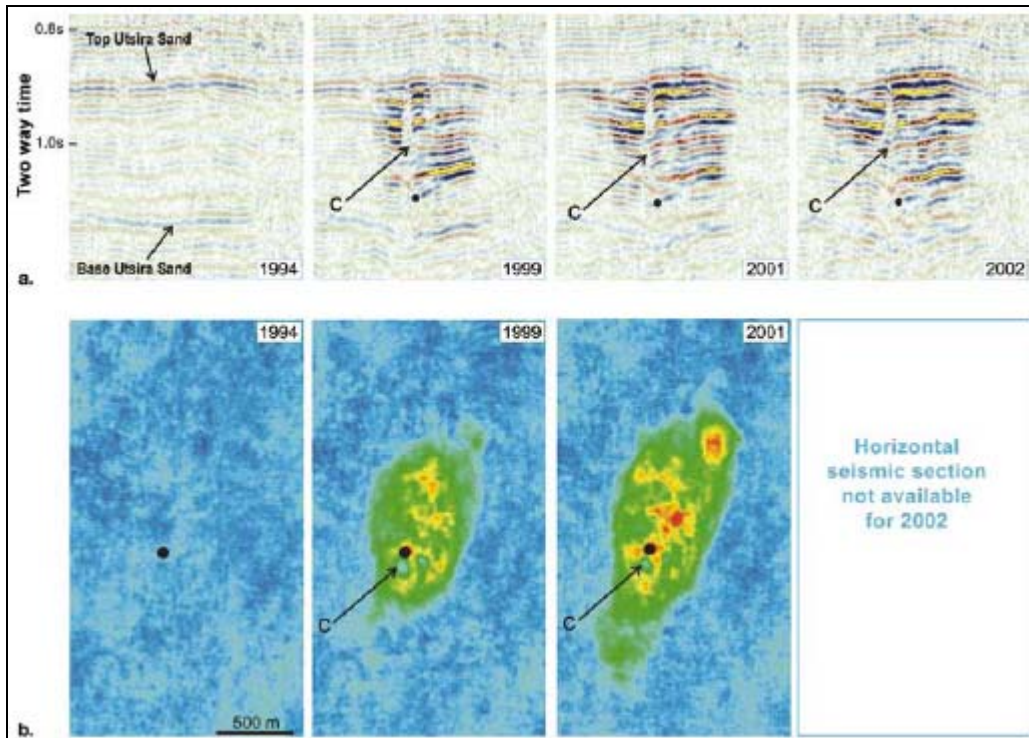 0.8s
Top Utsira Sand
Two way time
1.0s
C
C
C
Base Utsira Sand
a.
1994
1999
2001
2002
1994
1999
2001
Horizontal
seismic section
not available
for 2002
C
C
500 m
b.